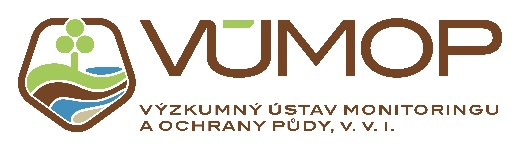 VÚMOP
VÝZKUMNÝ ÚSTAV MONITORINGU
A OCHRANY PŮDY, V. V. I.